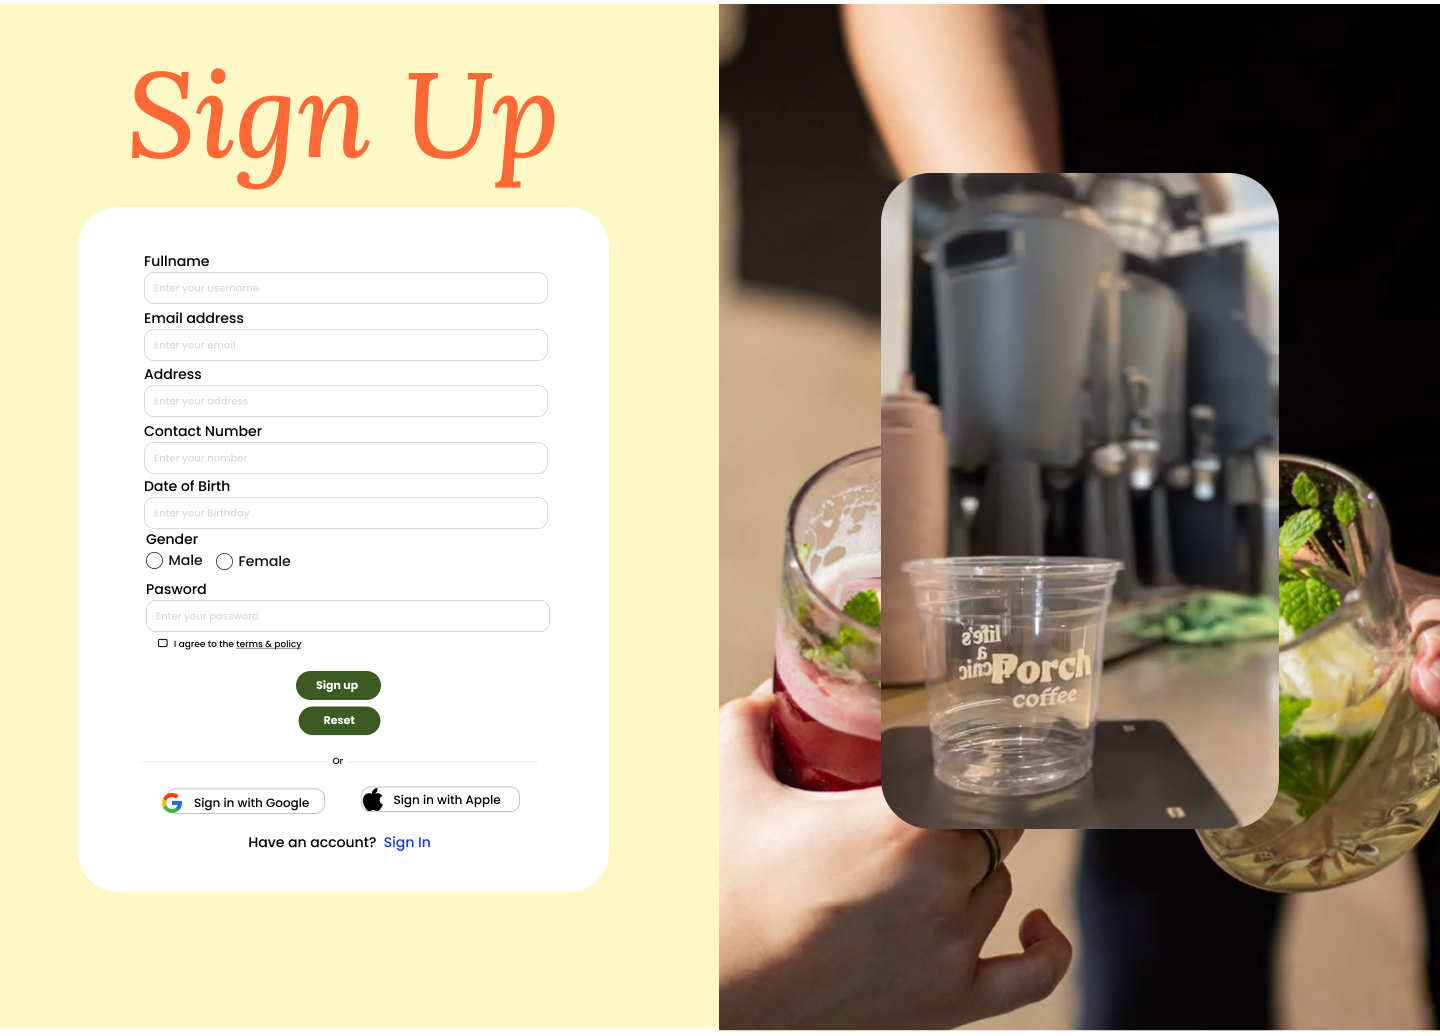 Sign Up
Fullname
Enter your username
Email address
Enter your email
Address
Enter your address
Contact Number
Enter your number
Date of Birth
Enter your Birthday
Gender
Male Female
Pasword
Enter your password
I agree to the terms & policy
Sign up
Reset
Or
Sign in with Google Sign in with Apple
Have an account? Sign In
life's
a
picnic
Porch
coffee